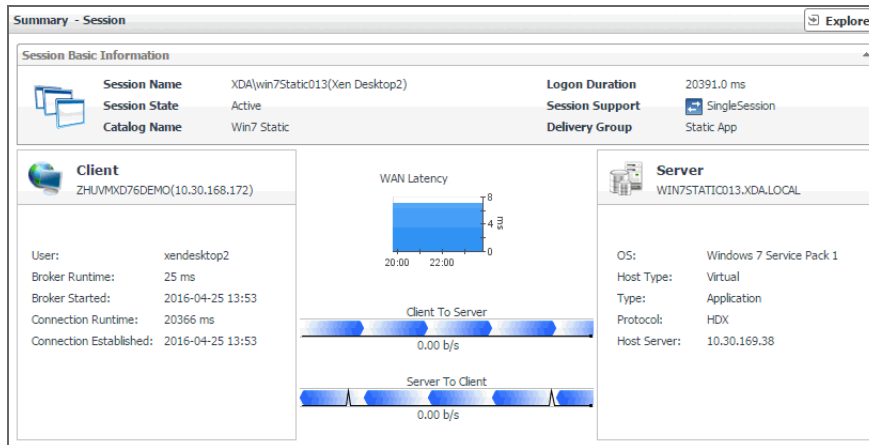 Summary - Session
Explore
Session Basic Information
Session Name XDA\win7Static013(Xen Desktop2) Logon Duration 20391.0 ms
Session State Active Session Support SingleSession
Catalog Name Win7 Static Delivery Group Static App
Client
ZHUVMXD76DEMO(10.30.168.172)
User: xendesktop2
Broker Runtime: 25 ms
Broker Started: 2016-04-25 13:53
Connection Runtime: 20366 ms
Connection Established: 2016-04-25 13:53
WAN Latency
8
4
0
ms
20:00 22:00
Client To Server
0.00 b/s
Server To Client
0.00 b/s
Server
WIN7STATIC013.XDA.LOCAL
OS: Windows 7 Service Pack 1
Host Type: Virtual
Type: Application
Protocol: HDX
Host Server: 10.30.169.38